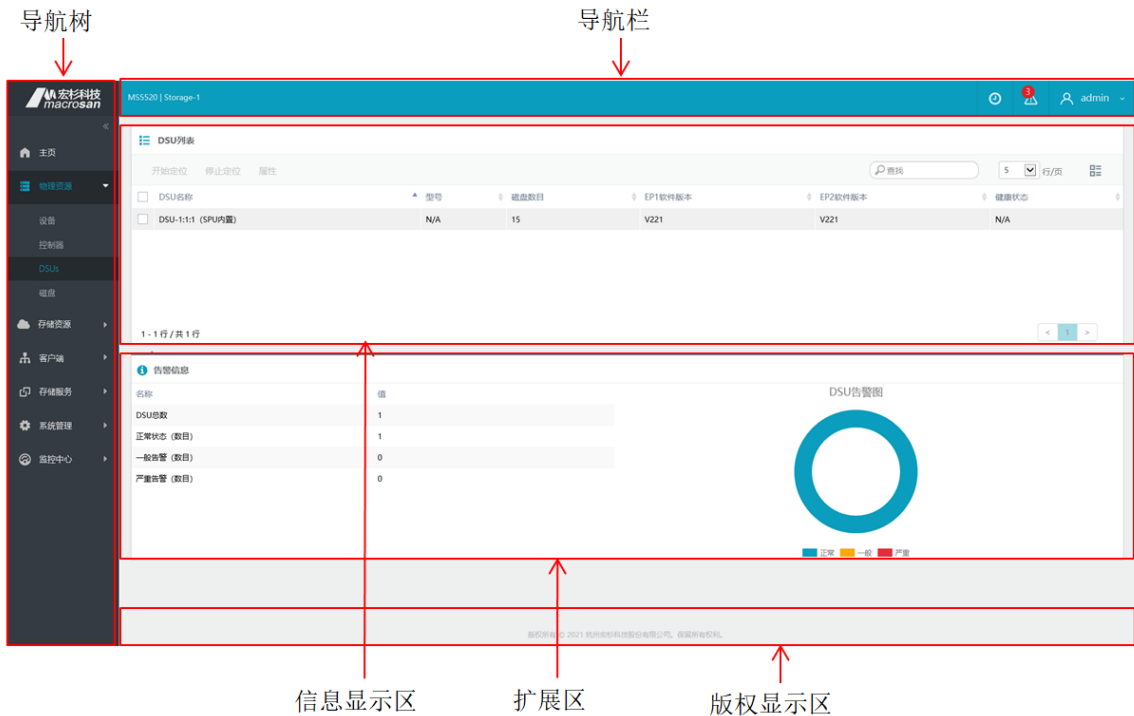 导航树
导航栏
宏杉科技
macrosan
MS5520 | Storage-1
3
admin
主页
物理资源
设备
控制器
DSUs
磁盘
存储资源
客户端
存储服务
系统管理
监控中心
DSU列表
开始定位 停止定位 属性
查找
5 行/页
DSU名称 型号 磁盘数目 EP1软件版本 EP2软件版本 健康状态
DSU-1:1:1 (SPU内置) N/A 15 V221 V221 N/A
1 - 1 行 / 共 1 行
< 1 >
告警信息
名称 值
DSU总数 1
正常状态 (数目) 1
一般告警 (数目) 0
严重告警 (数目) 0
DSU告警图
正常 一般 严重
版权所有 © 2021 杭州宏杉科技股份有限公司。保留所有权利。
信息显示区
扩展区
版权显示区